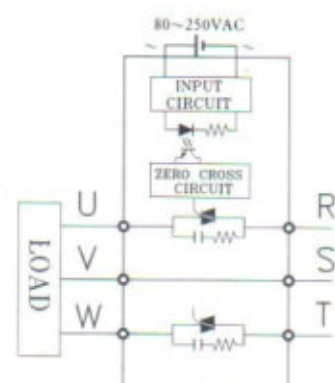 80~250VAC
~ ~
INPUT
CIRCUIT
ZERO CROSS
CIRCUIT
U R
V S
W T
LOAD